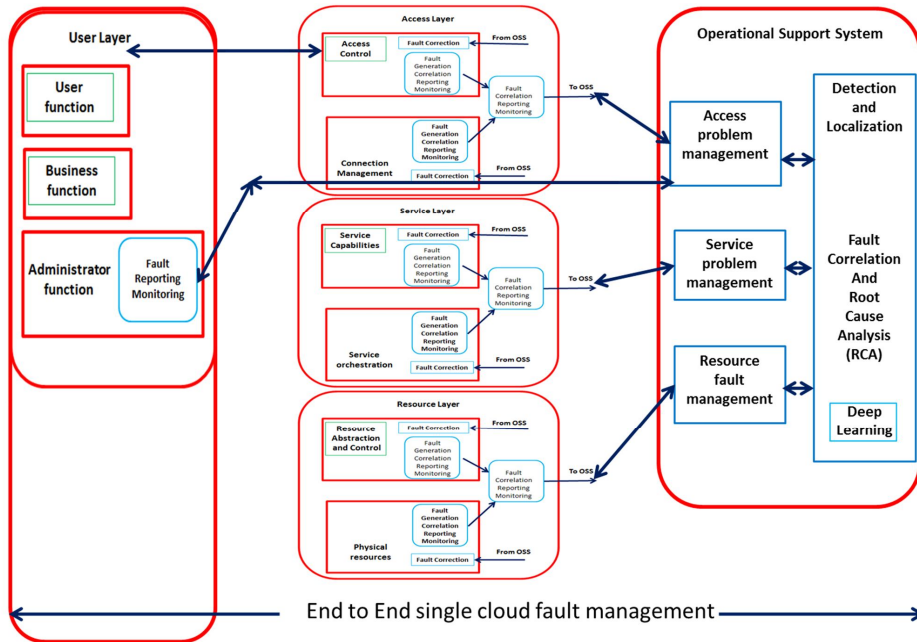 User Layer
User
function
Business
function
Administrator
function
Fault
Reporting
Monitoring
Access Layer
Access
Control
Fault Correction
From OSS
Fault
Generation
Correlation
Reporting
Monitoring
Fault
Correlation
Reporting
Monitoring
To OSS
Connection
Management
Fault
Generation
Correlation
Reporting
Monitoring
Fault Correction
From OSS
Service Layer
Service
Capabilities
Fault Correction
From OSS
Fault
Generation
Correlation
Reporting
Monitoring
Fault
Correlation
Reporting
Monitoring
To OSS
Service
orchestration
Fault
Generation
Correlation
Reporting
Monitoring
Fault Correction
From OSS
Resource Layer
Resource
Abstraction
and Control
Fault Correction
From OSS
Fault
Generation
Correlation
Reporting
Monitoring
Fault
Correlation
Reporting
Monitoring
To OSS
Physical
resources
Fault
Generation
Correlation
Reporting
Monitoring
Fault Correction
From OSS
Operational Support System
Access
problem
management
Service
problem
management
Resource
fault
management
Detection
and
Localization
Fault
Correlation
And
Root
Cause
Analysis
(RCA)
Deep
Learning
End to End single cloud fault management